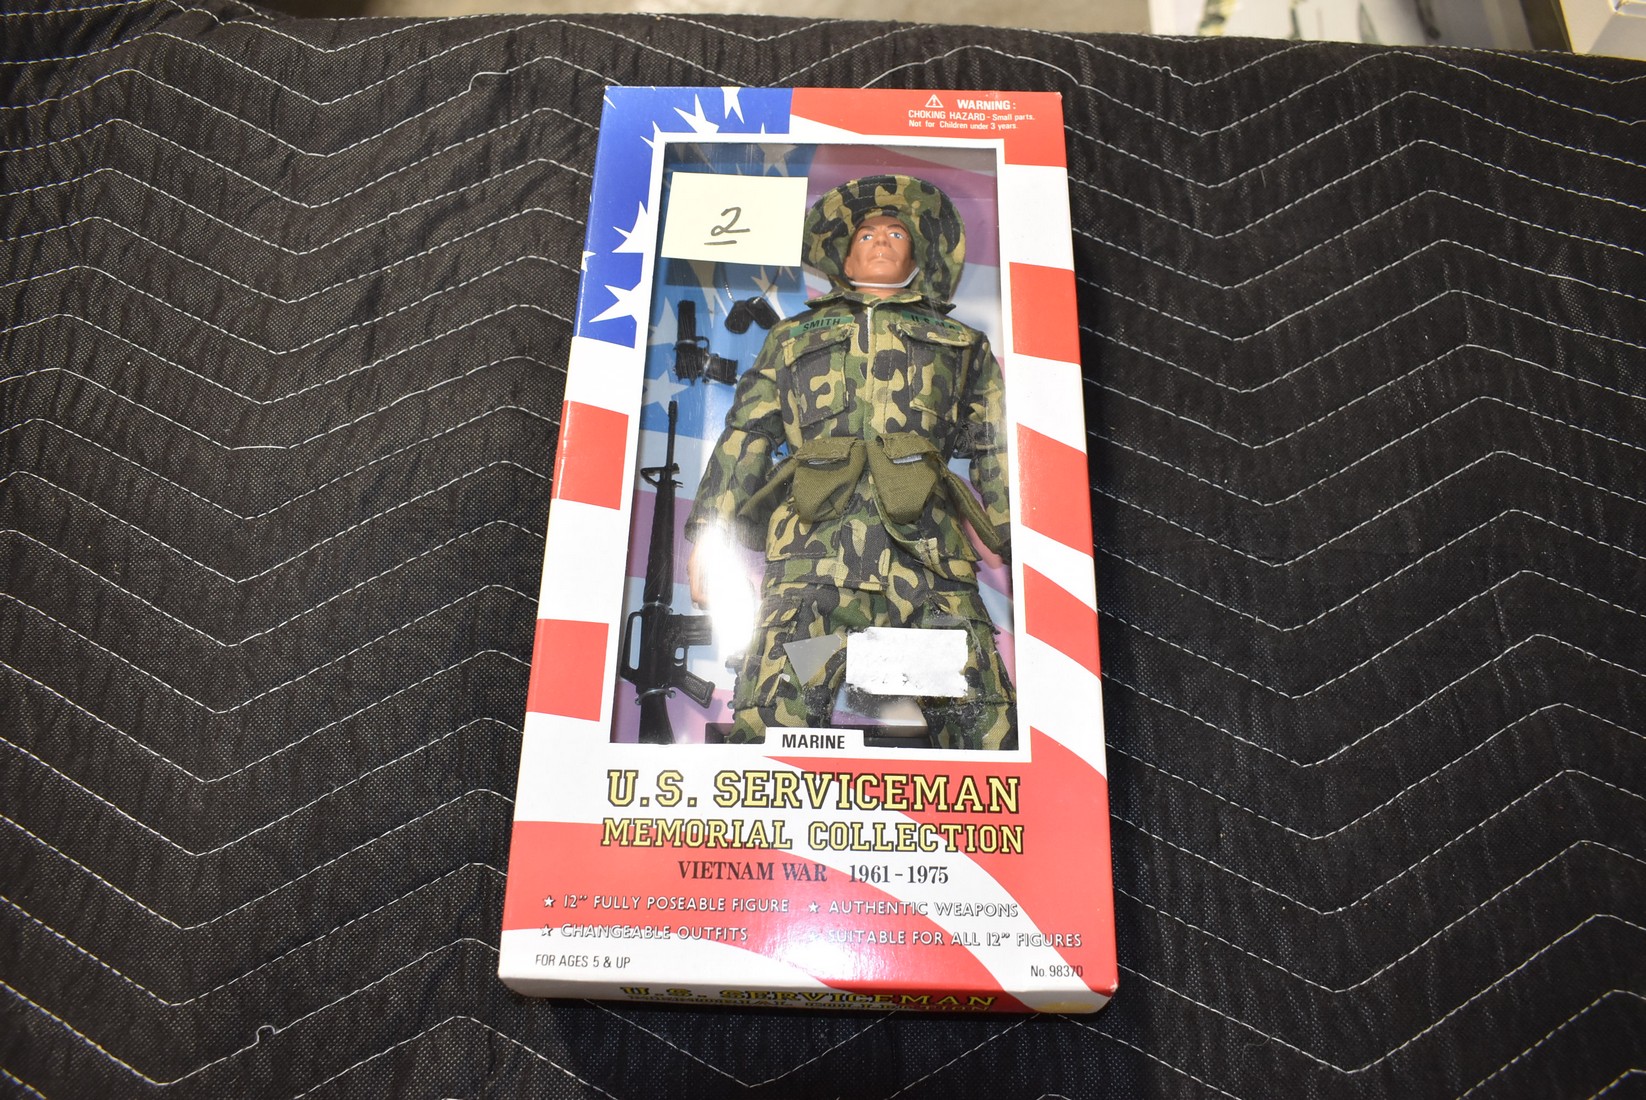 WARNING:
CHOKING HAZARD - Small parts.
Not for Children under 3 years.
2
SMITH
MARINE
U.S. SERVICEMAN
MEMORIAL COLLECTION
VIETNAM WAR 1961-1975
★ 12" FULLY POSEABLE FIGURE ★ AUTHENTIC WEAPONS
★ CHANGEABLE OUTFITS ★ SUITABLE FOR ALL 12" FIGURES
FOR AGES 5 & UP No. 98370
U.S. SERVICEMAN
MEMORIAL COLLECTION